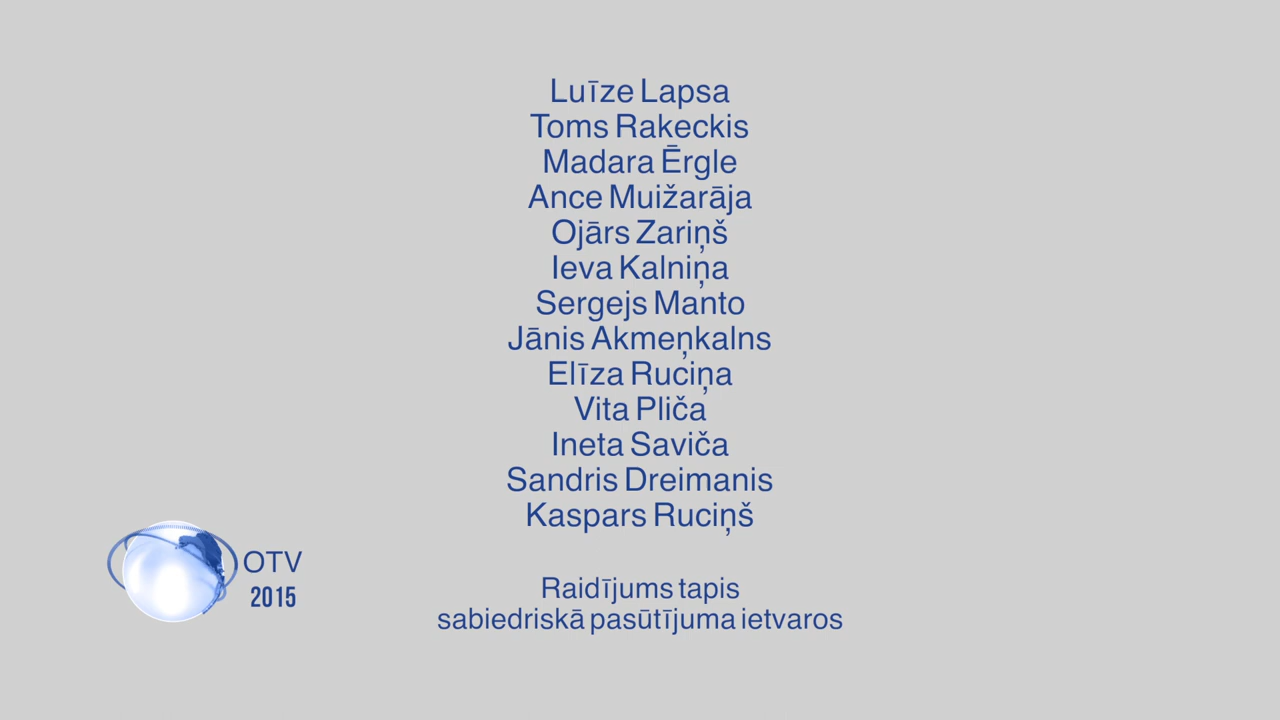 Luīze Lapsa
Toms Rakeckis
Madara Ērgle
Ance Muižarāja
Ojārs Zariņš
Ieva Kalniņa
Sergejs Manto
Jānis Akmeņkalns
Elīza Ruciņa
Vita Pliča
Ineta Saviča
Sandris Dreimanis
Kaspars Ruciņš
OTV
2015
Raidījums tapis
sabiedriskā pasūtījuma ietvaros